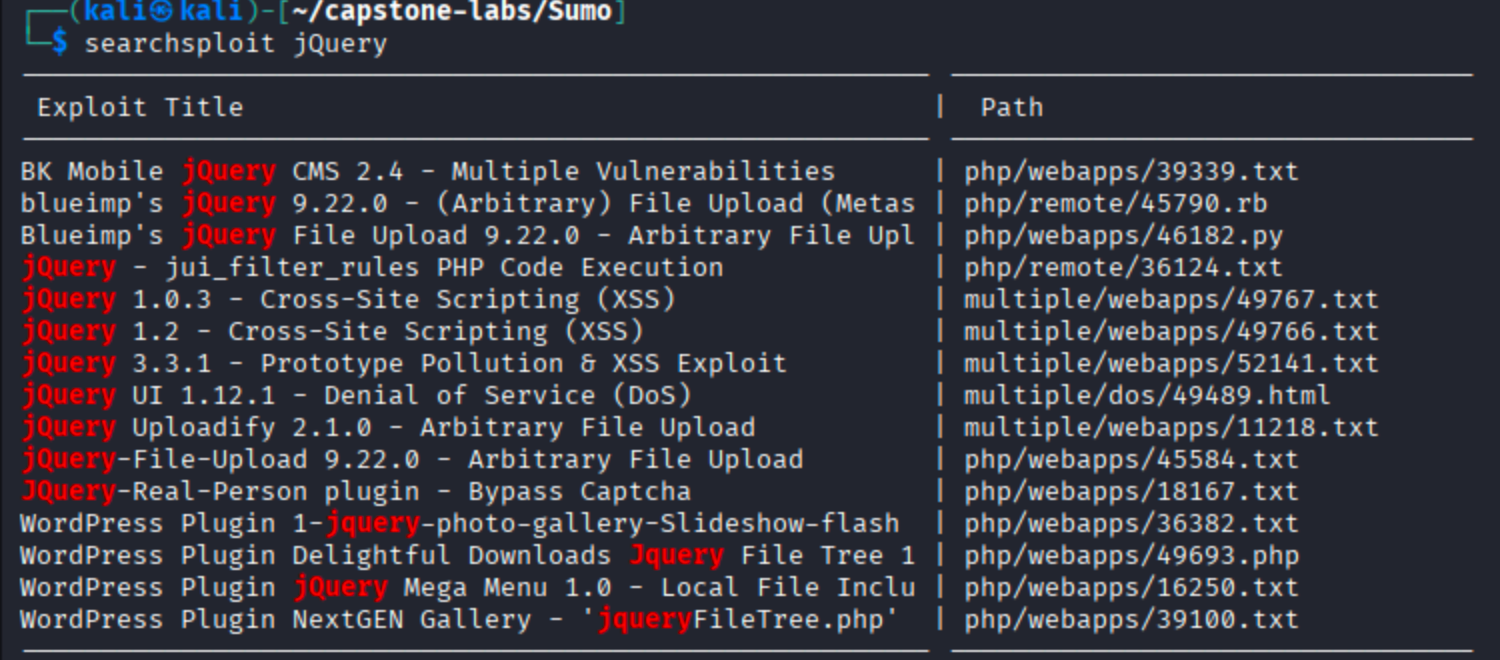 ┌──(kali㉿kali)-[~/capstone-labs/Sumo]
└─$ searchsploit jQuery
Exploit Title | Path
BK Mobile jQuery CMS 2.4 - Multiple Vulnerabilities | php/webapps/39339.txt
blueimp's jQuery 9.22.0 - (Arbitrary) File Upload (Metas | php/remote/45790.rb
Blueimp's jQuery File Upload 9.22.0 - Arbitrary File Upl | php/webapps/46182.py
jQuery - jui_filter_rules PHP Code Execution | php/remote/36124.txt
jQuery 1.0.3 - Cross-Site Scripting (XSS) | multiple/webapps/49767.txt
jQuery 1.2 - Cross-Site Scripting (XSS) | multiple/webapps/49766.txt
jQuery 3.3.1 - Prototype Pollution & XSS Exploit | multiple/webapps/52141.txt
jQuery UI 1.12.1 - Denial of Service (DoS) | multiple/dos/49489.html
jQuery Uploadify 2.1.0 - Arbitrary File Upload | multiple/webapps/11218.txt
jQuery-File-Upload 9.22.0 - Arbitrary File Upload | php/webapps/45584.txt
JQuery-Real-Person plugin - Bypass Captcha | php/webapps/18167.txt
WordPress Plugin 1-jquery-photo-gallery-Slideshow-flash | php/webapps/36382.txt
WordPress Plugin Delightful Downloads Jquery File Tree 1 | php/webapps/49693.php
WordPress Plugin jQuery Mega Menu 1.0 - Local File Inclu | php/webapps/16250.txt
WordPress Plugin NextGEN Gallery - 'jqueryFileTree.php' | php/webapps/39100.txt